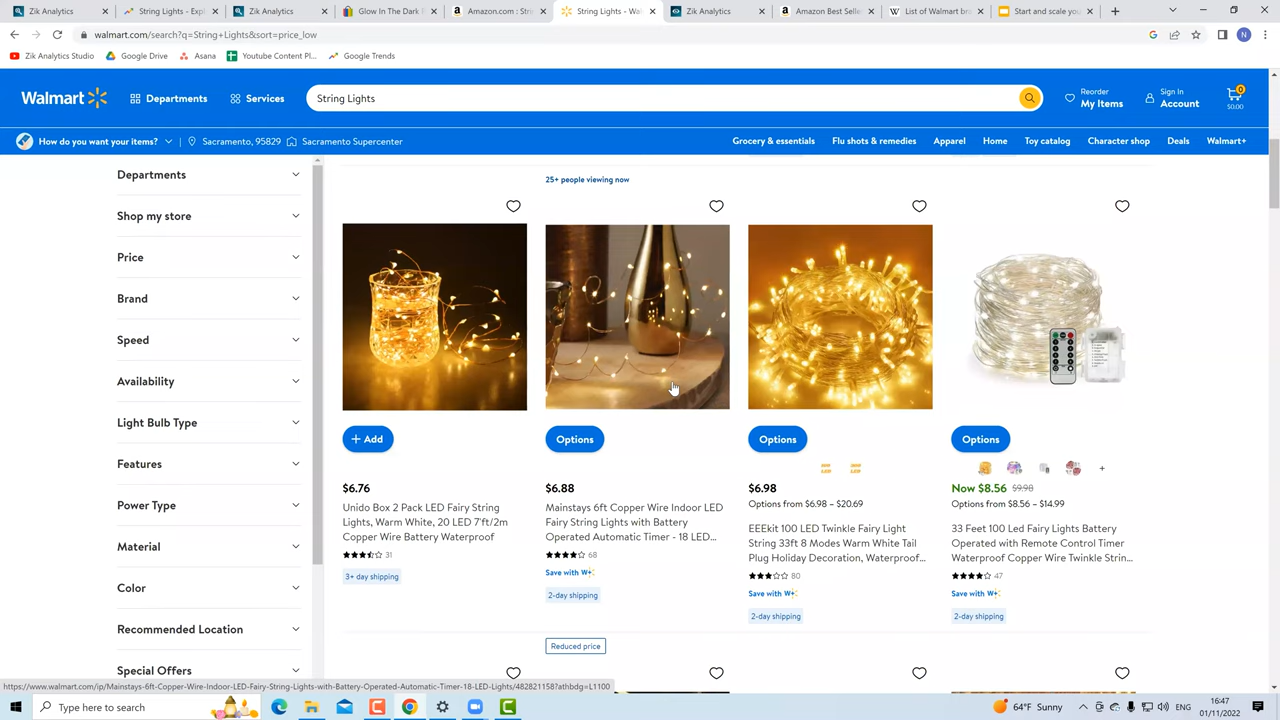 Zik Analytics
String Lights - Expl
Zik Analytics
Glow In The Dark E
Amazon.com : Stri
String Lights - Wal
Zik Analytics
Amazon Best Selle
List of Walmart bra
Start and scale you
walmart.com/search?q=String+Lights&sort=price_low
N
Zik Analytics Studio
Google Drive
Asana
Youtube Content Pl...
Google Trends
Walmart
Departments
Services
String Lights
Reorder
My Items
Sign In
Account
0
$0.00
How do you want your items?
Sacramento, 95829
Sacramento Supercenter
Grocery & essentials
Flu shots & remedies
Apparel
Home
Toy catalog
Character shop
Deals
Walmart+
Departments
Shop my store
Price
Brand
Speed
Availability
Light Bulb Type
Features
Power Type
Material
Color
Recommended Location
Special Offers
25+ people viewing now
+ Add
$6.76
Unido Box 2 Pack LED Fairy String
Lights, Warm White, 20 LED 7'ft/2m
Copper Wire Battery Waterproof
31
3+ day shipping
Options
$6.88
Mainstays 6ft Copper Wire Indoor LED
Fairy String Lights with Battery
Operated Automatic Timer - 18 LED...
68
Save with W+
2-day shipping
Reduced price
Options
$6.98
Options from $6.98 – $20.69
EEEkit 100 LED Twinkle Fairy Light
String 33ft 8 Modes Warm White Tail
Plug Holiday Decoration, Waterproof...
80
Save with W+
2-day shipping
Options
+
Now $8.56 $9.98
Options from $8.56 – $14.99
33 Feet 100 Led Fairy Lights Battery
Operated with Remote Control Timer
Waterproof Copper Wire Twinkle Strin...
47
Save with W+
2-day shipping
https://www.walmart.com/ip/Mainstays-6ft-Copper-Wire-Indoor-LED-Fairy-String-Lights-with-Battery-Operated-Automatic-Timer-18-LED-Lights/482821158?athbdg=L1100
Type here to search
64°F Sunny
ENG
16:47
01/11/2022